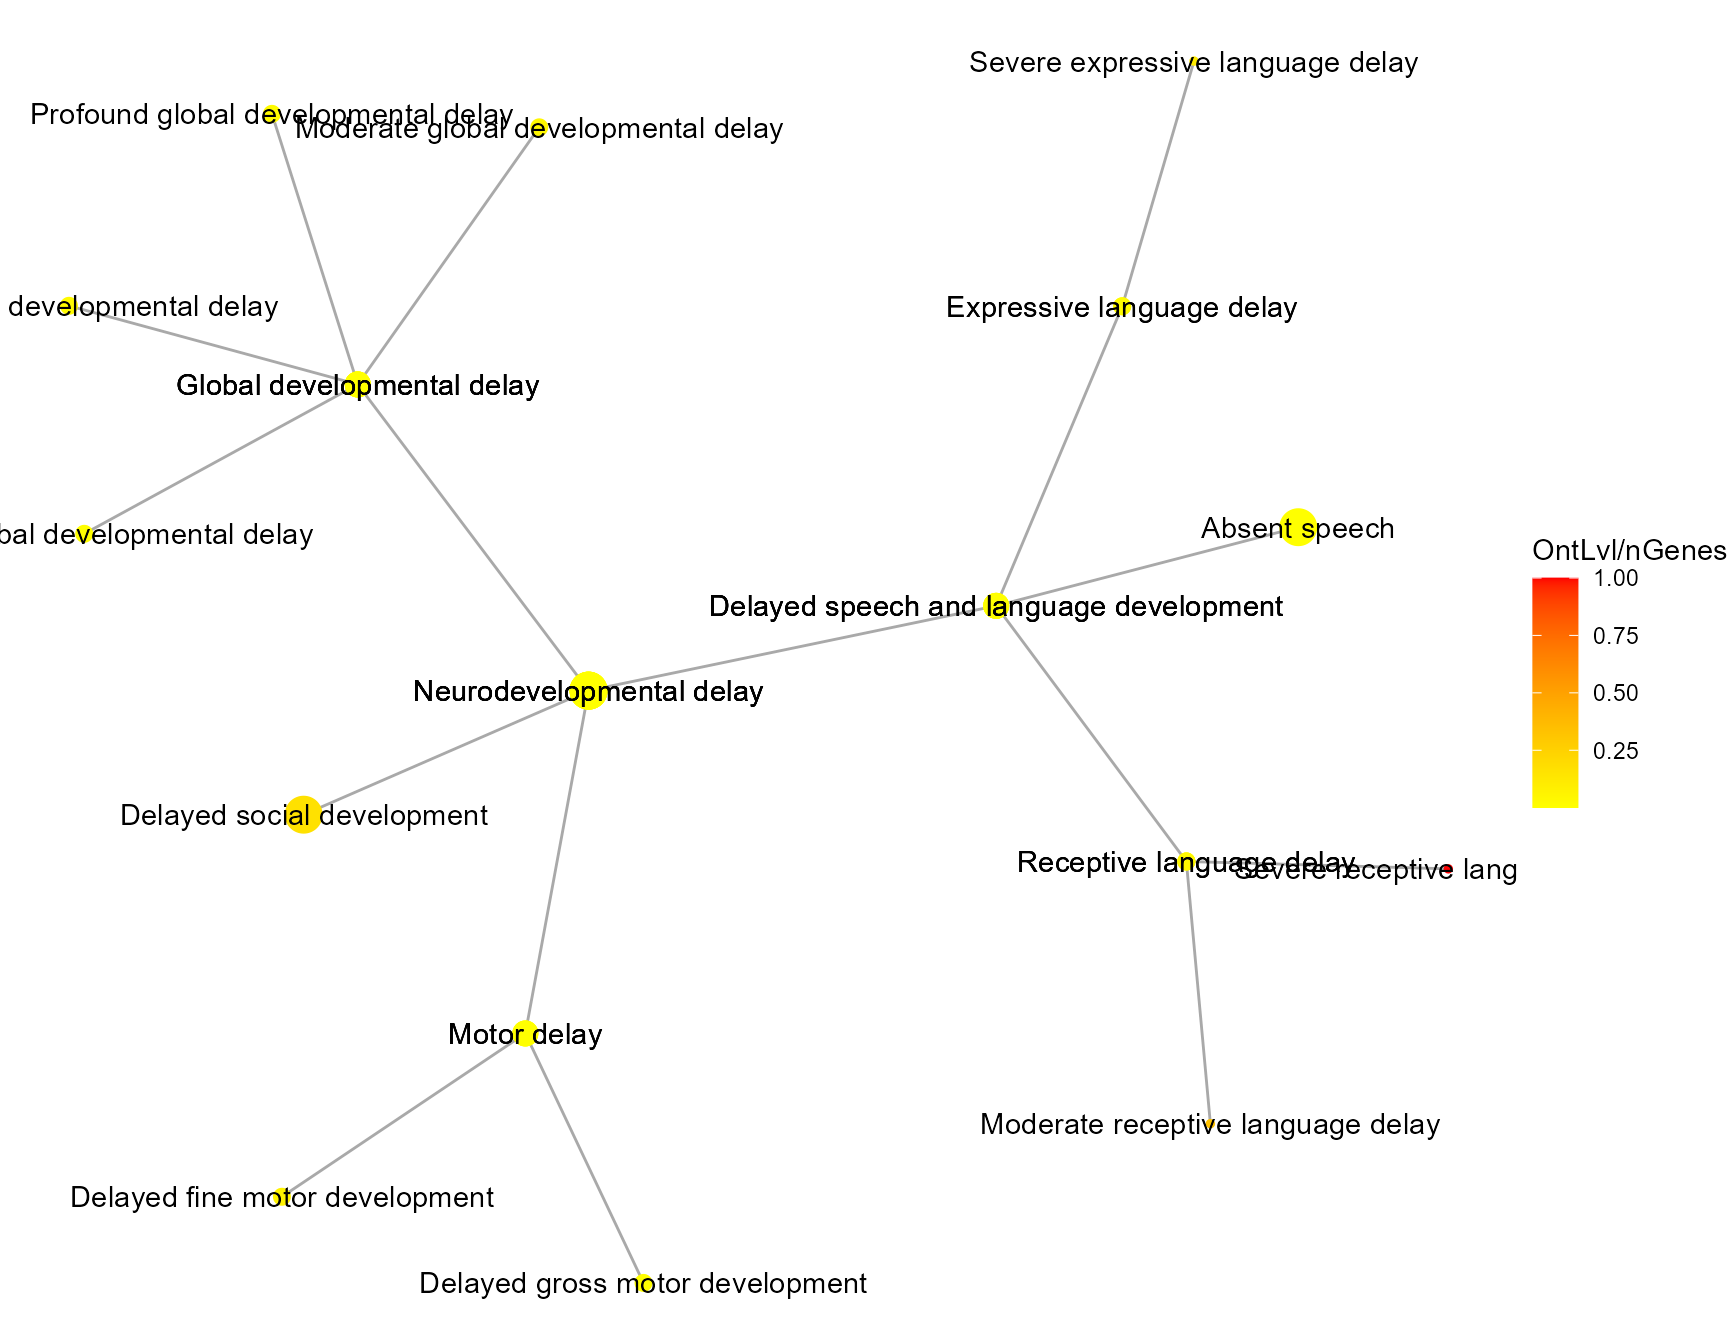 Severe expressive language delay
Profound global developmental delay
Moderate global developmental delay
developmental delay
Expressive language delay
Global developmental delay
Absent speech
bal developmental delay
OntLvl/nGenes
1.00
0.75
0.50
0.25
Delayed speech and language development
Neurodevelopmental delay
Delayed social development
Receptive language delay
Severe receptive lang
Motor delay
Moderate receptive language delay
Delayed fine motor development
Delayed gross motor development